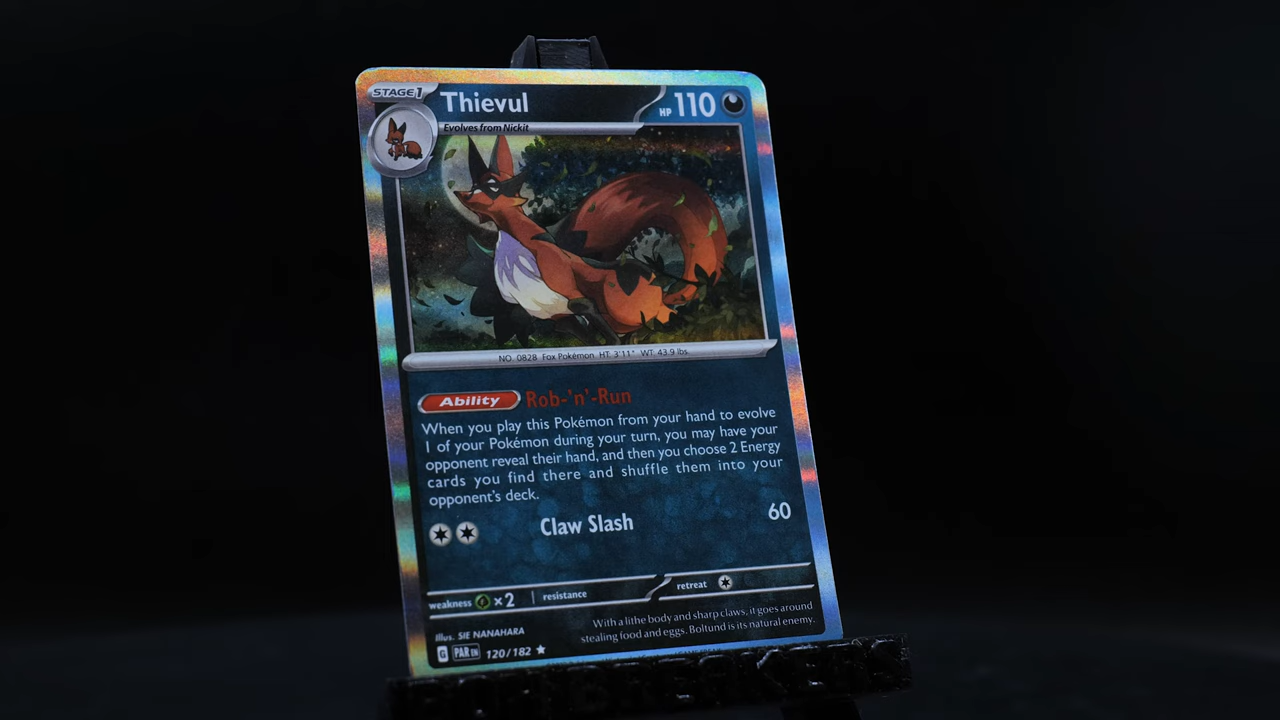 STAGE 1
Thievul
HP 110
Evolves from Nickit
NO. 0828 Fox Pokémon HT: 3'11" WT: 43.9 lbs.
Ability Rob-'n'-Run
When you play this Pokémon from your hand to evolve
1 of your Pokémon during your turn, you may have your
opponent reveal their hand, and then you choose 2 Energy
cards you find there and shuffle them into your
opponent's deck.
Claw Slash 60
weakness ×2 resistance retreat
With a lithe body and sharp claws, it goes around
stealing food and eggs. Boltund is its natural enemy.
Illus. SIE NANAHARA
G PAR EN 120/182